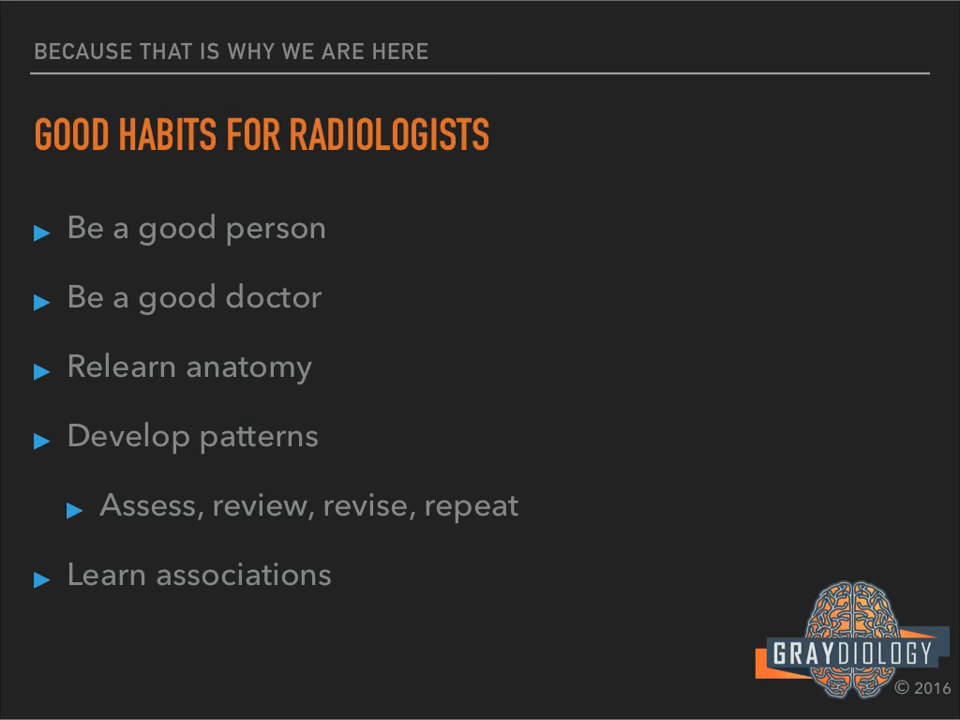 BECAUSE THAT IS WHY WE ARE HERE
GOOD HABITS FOR RADIOLOGISTS
Be a good person
Be a good doctor
Relearn anatomy
Develop patterns
Assess, review, revise, repeat
Learn associations
GRAYDIOLOGY
© 2016